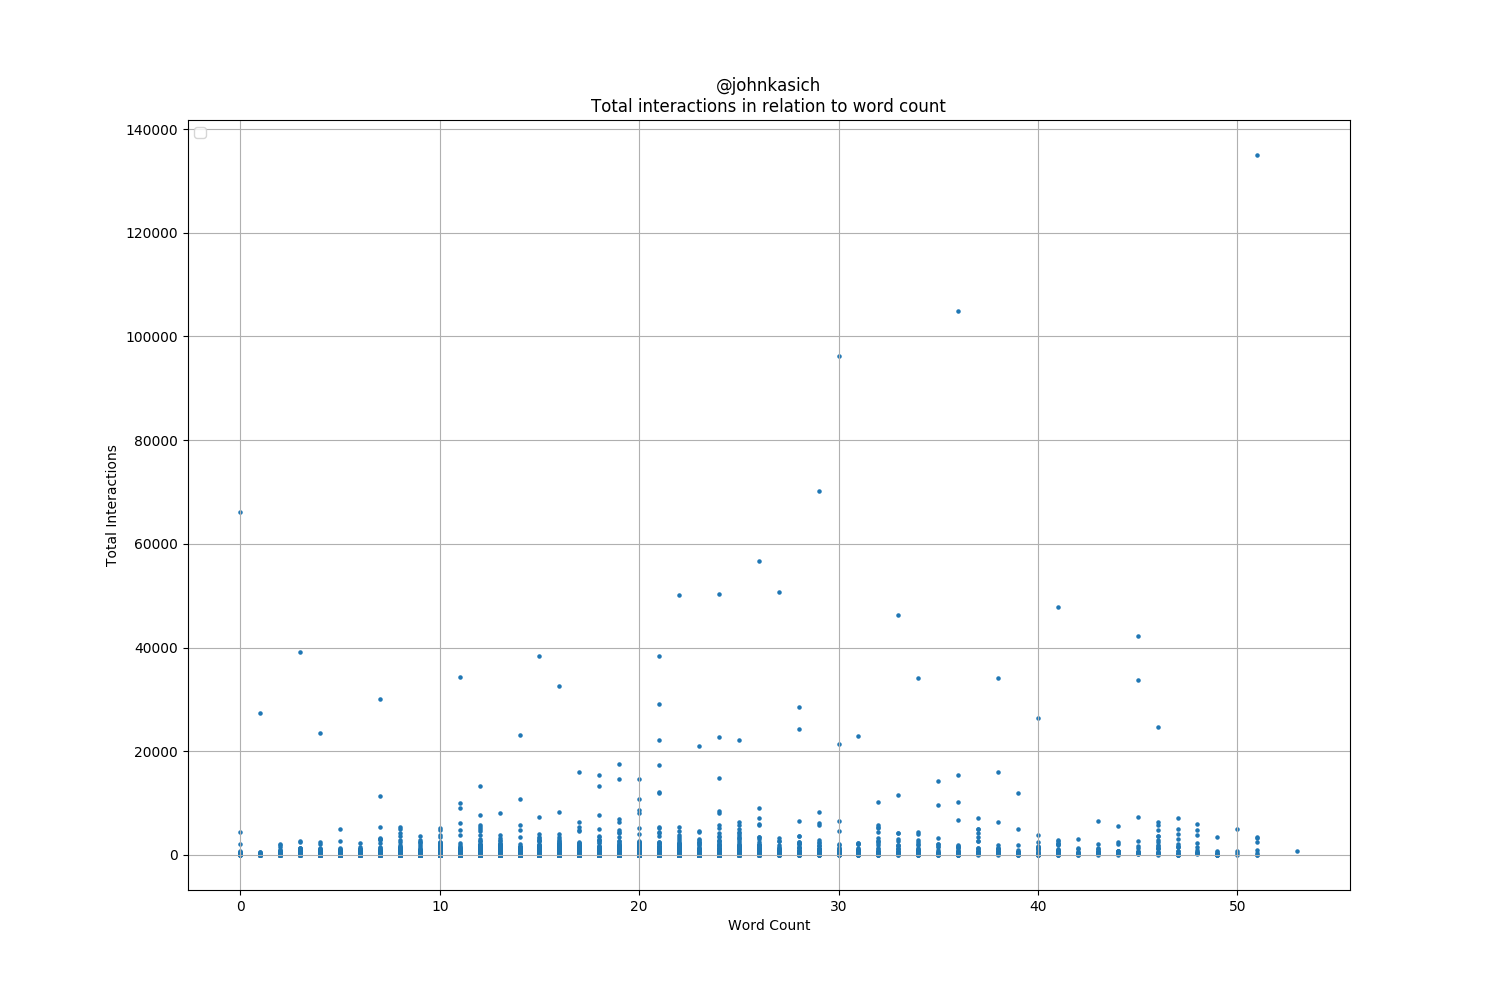 @johnkasich
Total interactions in relation to word count
140000
120000
100000
80000
60000
40000
20000
0
Total Interactions
0 10 20 30 40 50
Word Count